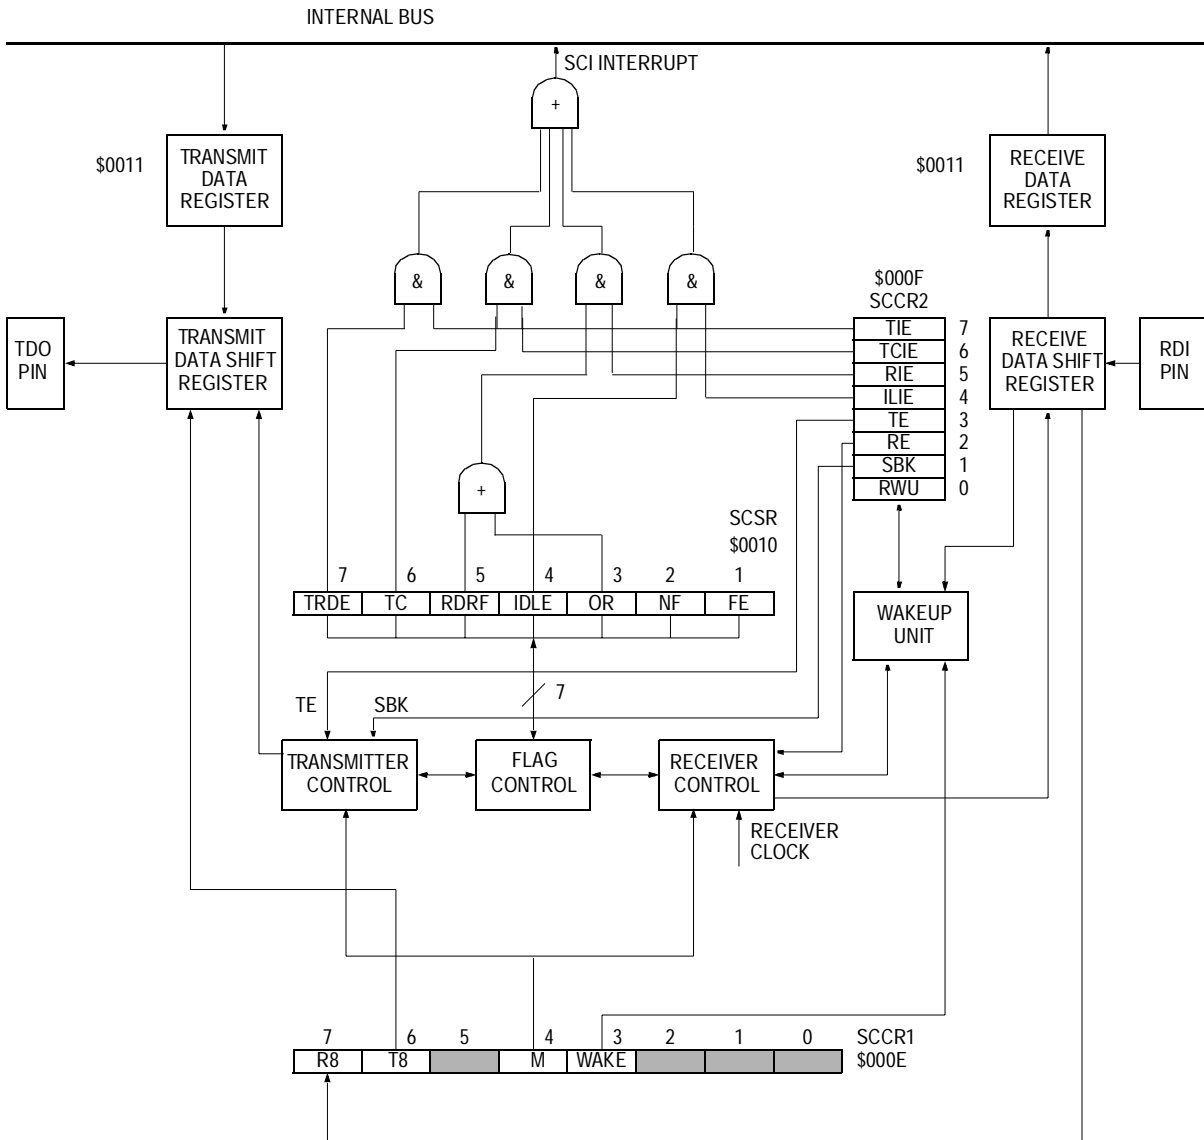 INTERNAL BUS
SCI INTERRUPT
+
$0011
TRANSMIT
DATA
REGISTER
$0011
RECEIVE
DATA
REGISTER
&
&
&
&
$000F
SCCR2
TDO
PIN
TRANSMIT
DATA SHIFT
REGISTER
TIE 7
TCIE 6
RIE 5
ILIE 4
TE 3
RE 2
SBK 1
RWU 0
RECEIVE
DATA SHIFT
REGISTER
RDI
PIN
+
SCSR
$0010
7 6 5 4 3 2 1
TRDE TC RDRF IDLE OR NF FE
WAKEUP
UNIT
7
TE
SBK
TRANSMITTER
CONTROL
FLAG
CONTROL
RECEIVER
CONTROL
RECEIVER
CLOCK
7 6 5 4 3 2 1 0 SCCR1
R8 T8 M WAKE $000E